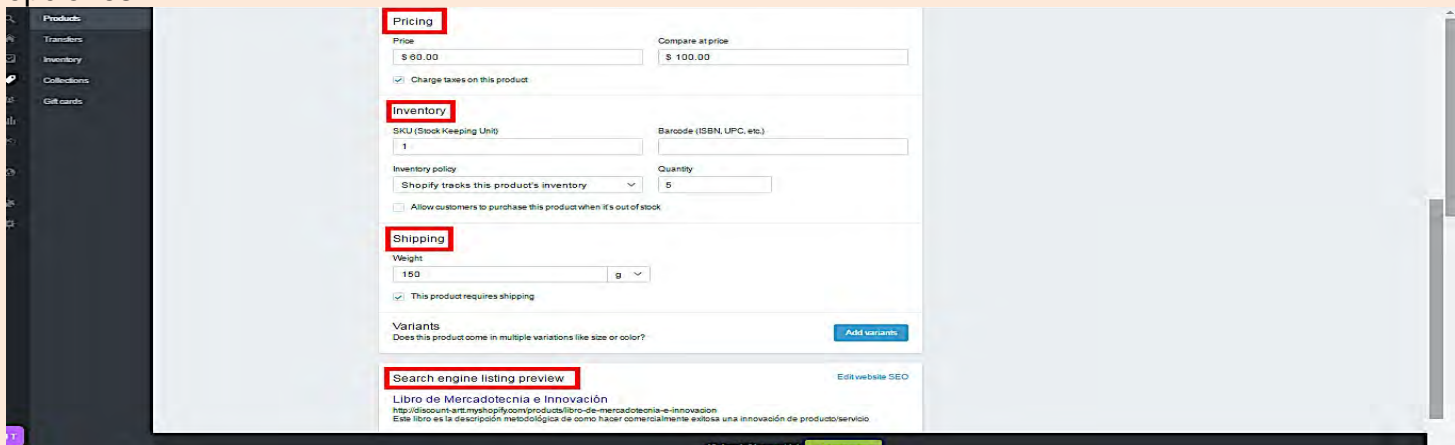 Products
Transfers
Inventory
Collections
Gift cards
Pricing
Price Compare at price
$ 60.00 $ 100.00
Charge taxes on this product
Inventory
SKU (Stock Keeping Unit) Barcode (ISBN, UPC, etc.)
1
Inventory policy Quantity
Shopify tracks this product's inventory 5
Allow customers to purchase this product when it's out of stock
Shipping
Weight
150 g
This product requires shipping
Variants
Does this product come in multiple variations like size or color?
Add variants
Search engine listing preview Edit website SEO
Libro de Mercadotecnia e Innovación
http://discount-artt.myshopify.com/products/libro-de-mercadotecnia-e-innovacion
Este libro es la descripción metodológica de como hacer comercialmente exitosa una innovación de producto/servicio